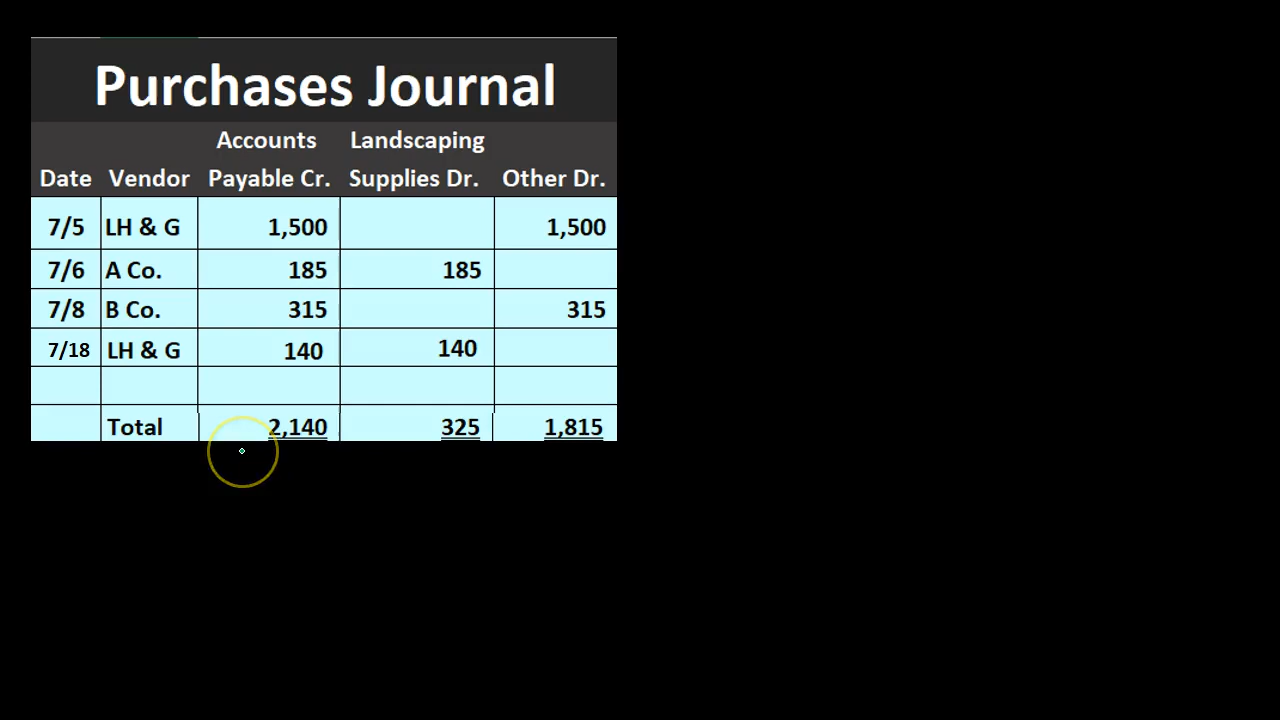 Purchases Journal
Accounts Landscaping
Date Vendor Payable Cr. Supplies Dr. Other Dr.
7/5 LH & G 1,500 1,500
7/6 A Co. 185 185
7/8 B Co. 315 315
7/18 LH & G 140 140
Total 2,140 325 1,815